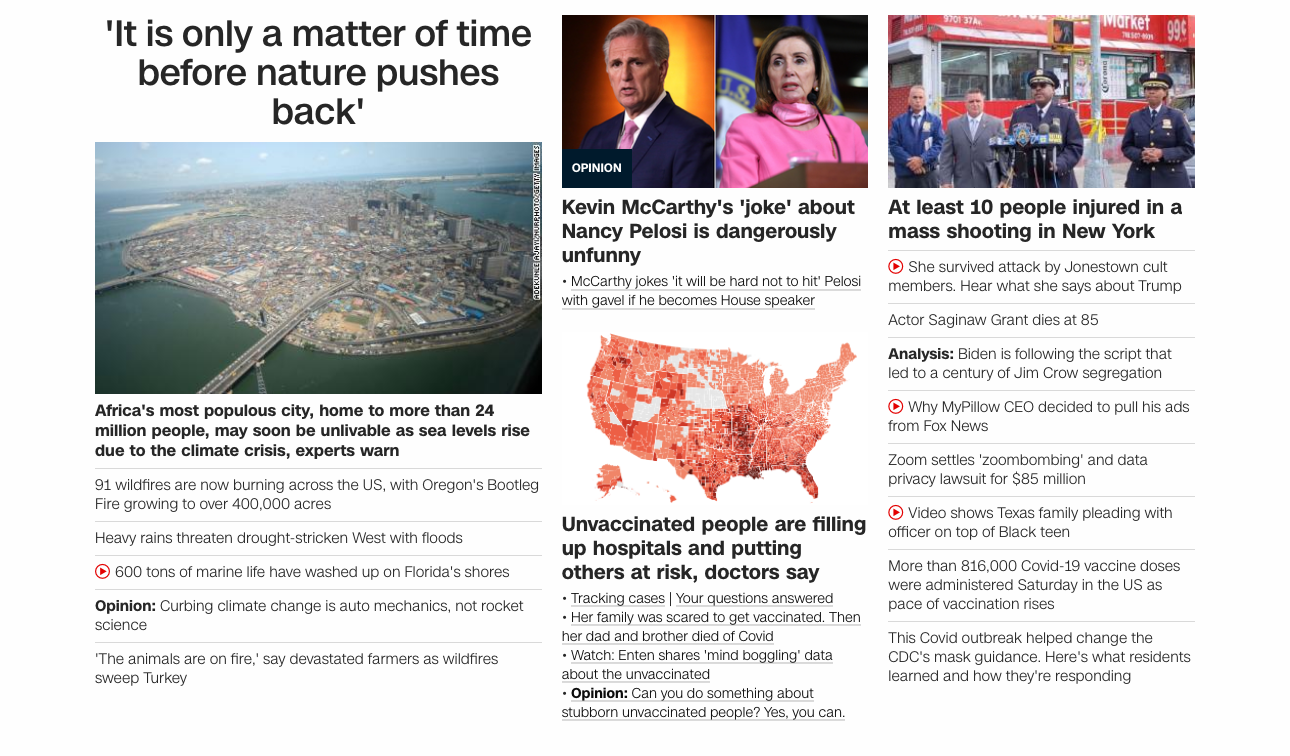 'It is only a matter of time
before nature pushes
back'
ADEKUNLE AJAYI/NURPHOTO/GETTY IMAGES
Africa's most populous city, home to more than 24
million people, may soon be unlivable as sea levels rise
due to the climate crisis, experts warn
91 wildfires are now burning across the US, with Oregon's Bootleg
Fire growing to over 400,000 acres
Heavy rains threaten drought-stricken West with floods
600 tons of marine life have washed up on Florida's shores
Opinion: Curbing climate change is auto mechanics, not rocket
science
'The animals are on fire,' say devastated farmers as wildfires
sweep Turkey
U.S.
OPINION
Kevin McCarthy's 'joke' about
Nancy Pelosi is dangerously
unfunny
• McCarthy jokes 'it will be hard not to hit' Pelosi
with gavel if he becomes House speaker
Unvaccinated people are filling
up hospitals and putting
others at risk, doctors say
• Tracking cases | Your questions answered
• Her family was scared to get vaccinated. Then
her dad and brother died of Covid
• Watch: Enten shares 'mind boggling' data
about the unvaccinated
• Opinion: Can you do something about
stubborn unvaccinated people? Yes, you can.
Market
99¢
9701 37Av.
Corona
At least 10 people injured in a
mass shooting in New York
She survived attack by Jonestown cult
members. Hear what she says about Trump
Actor Saginaw Grant dies at 85
Analysis: Biden is following the script that
led to a century of Jim Crow segregation
Why MyPillow CEO decided to pull his ads
from Fox News
Zoom settles 'zoombombing' and data
privacy lawsuit for $85 million
Video shows Texas family pleading with
officer on top of Black teen
More than 816,000 Covid-19 vaccine doses
were administered Saturday in the US as
pace of vaccination rises
This Covid outbreak helped change the
CDC's mask guidance. Here's what residents
learned and how they're responding